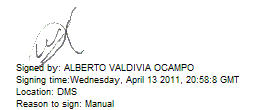 Signed by: ALBERTO VALDIVIA OCAMPO
Signing time:Wednesday, April 13 2011, 20:58:8 GMT
Location: DMS
Reason to sign: Manual